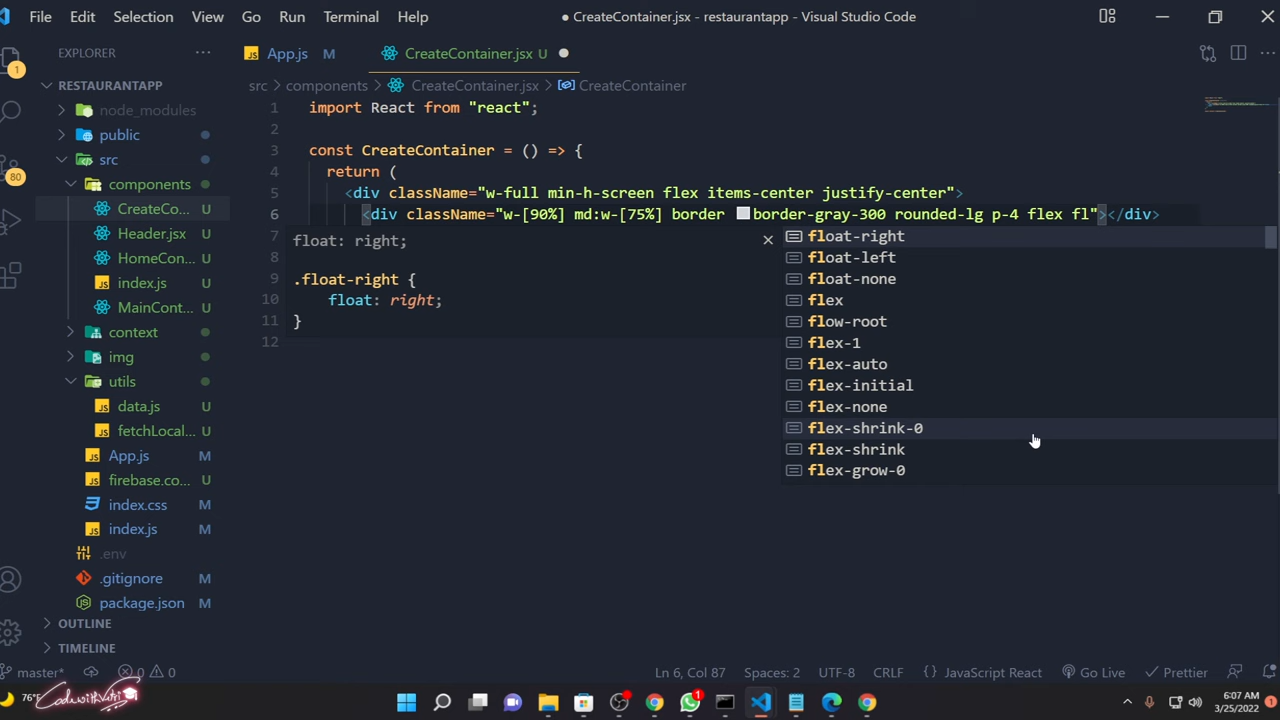 File Edit Selection View Go Run Terminal Help
● CreateContainer.jsx - restaurantapp - Visual Studio Code
EXPLORER ...
1
RESTAURANTAPP
node_modules
public
src
80
components
CreateCo... U
Header.jsx U
HomeCon... U
index.js U
MainCont... U
context
img
utils
data.js U
fetchLocal... U
App.js M
firebase.co... U
index.css M
index.js M
.env
.gitignore M
package.json M
OUTLINE
TIMELINE
JS App.js M
CreateContainer.jsx U ●
src > components > CreateContainer.jsx > CreateContainer
1 import React from "react";
2
3 const CreateContainer = () => {
4 return (
5 <div className="w-full min-h-screen flex items-center justify-center">
6 <div className="w-[90%] md:w-[75%] border border-gray-300 rounded-lg p-4 flex fl"></div>
7
8
9
10
11
12
float: right;
.float-right {
float: right;
}
float-right
float-left
float-none
flex
flow-root
flex-1
flex-auto
flex-initial
flex-none
flex-shrink-0
flex-shrink
flex-grow-0
master* 0 0 Ln 6, Col 87 Spaces: 2 UTF-8 CRLF {} JavaScript React Go Live Prettier
76°F
Codewithvetri
1
6:07 AM
3/25/2022